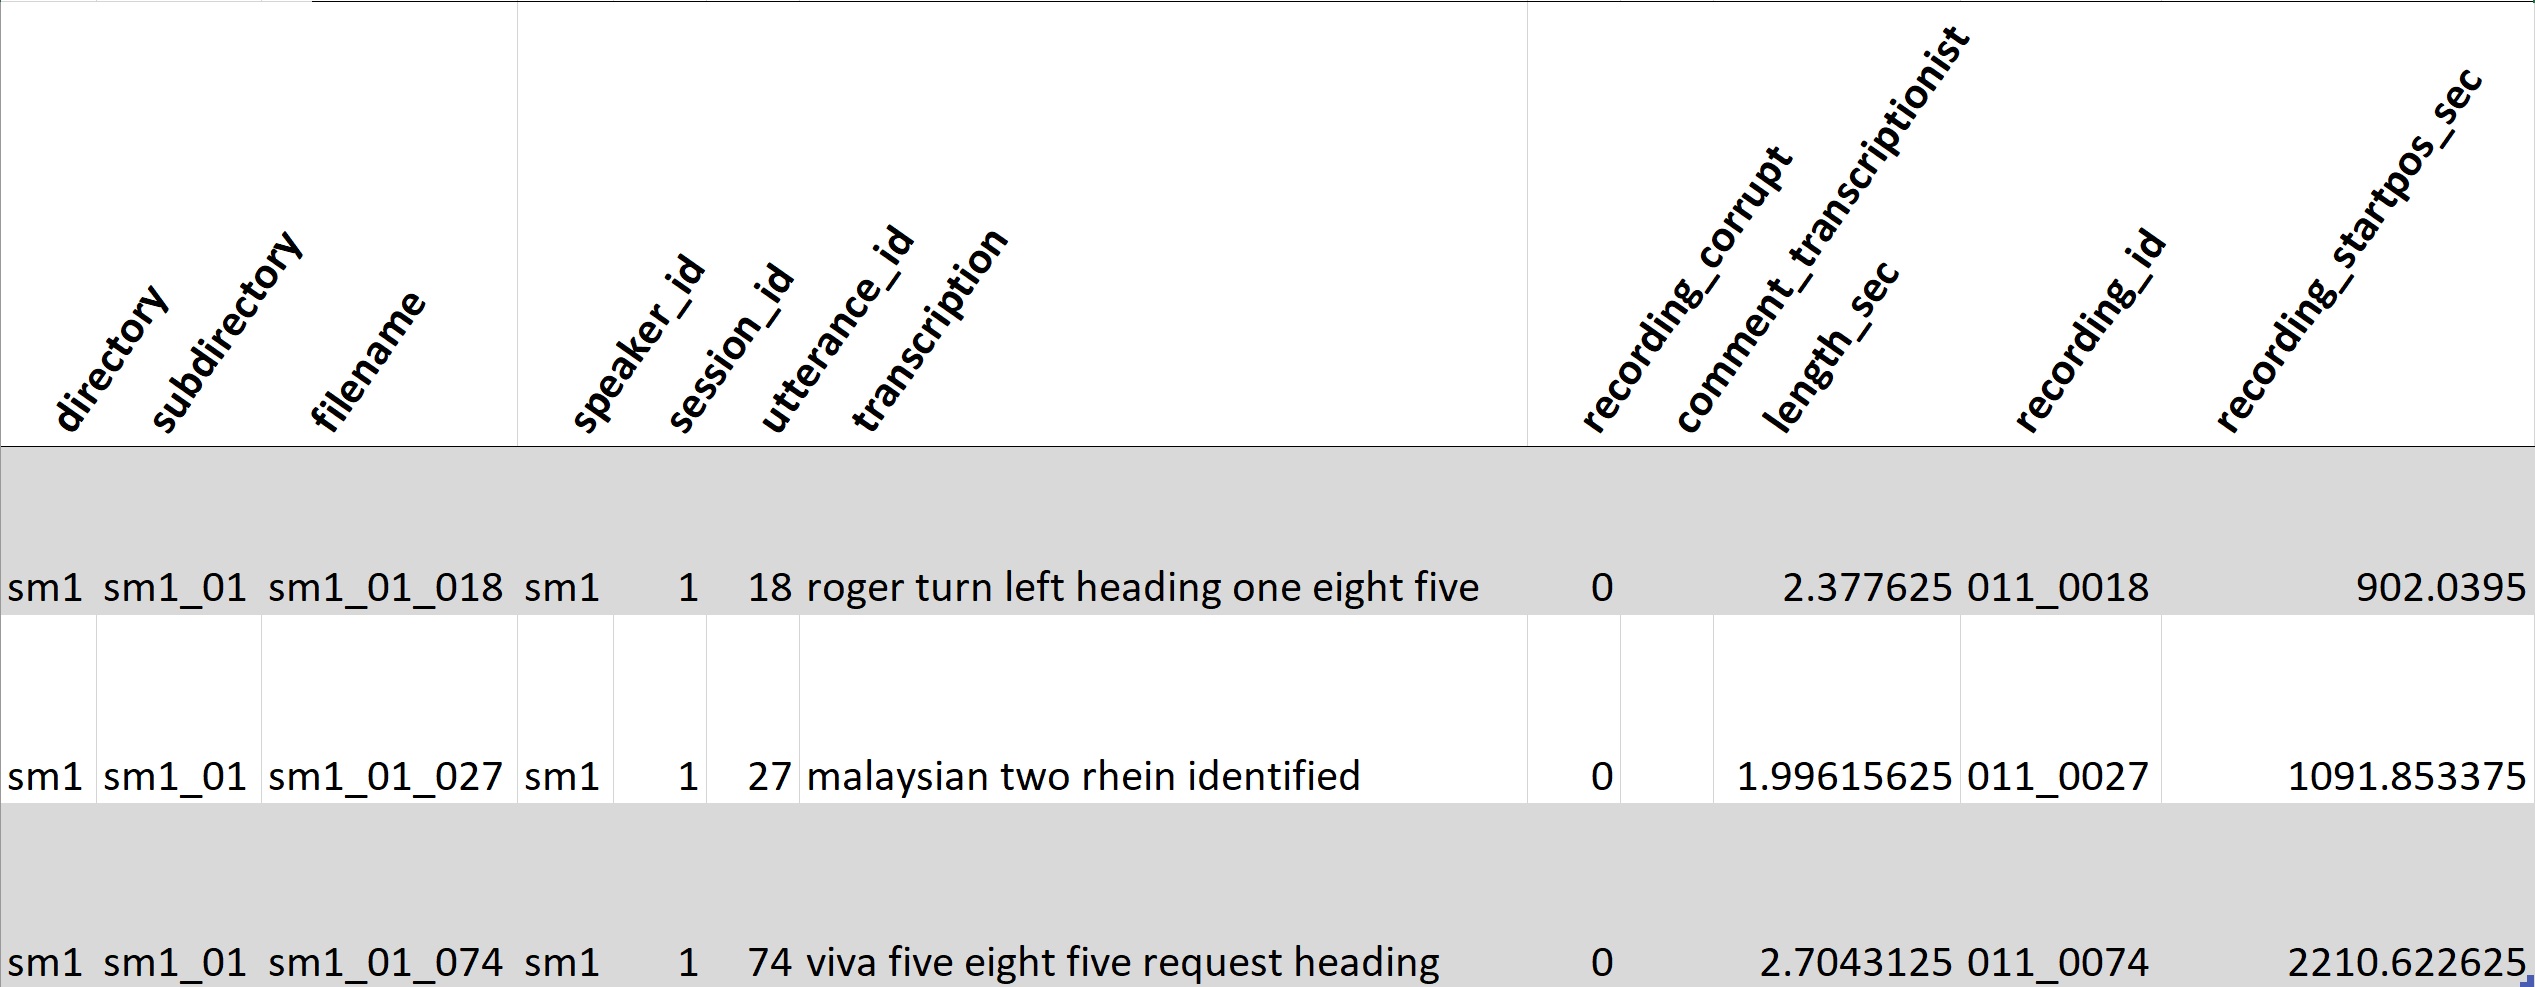 directory subdirectory filename speaker_id session_id utterance_id transcription recording_corrupt comment_transcriptionist length_sec recording_id recording_startpos_sec
sm1 sm1_01 sm1_01_018 sm1 1 18 roger turn left heading one eight five 0 2.377625 011_0018 902.0395
sm1 sm1_01 sm1_01_027 sm1 1 27 malaysian two rhein identified 0 1.99615625 011_0027 1091.853375
sm1 sm1_01 sm1_01_074 sm1 1 74 viva five eight five request heading 0 2.7043125 011_0074 2210.622625